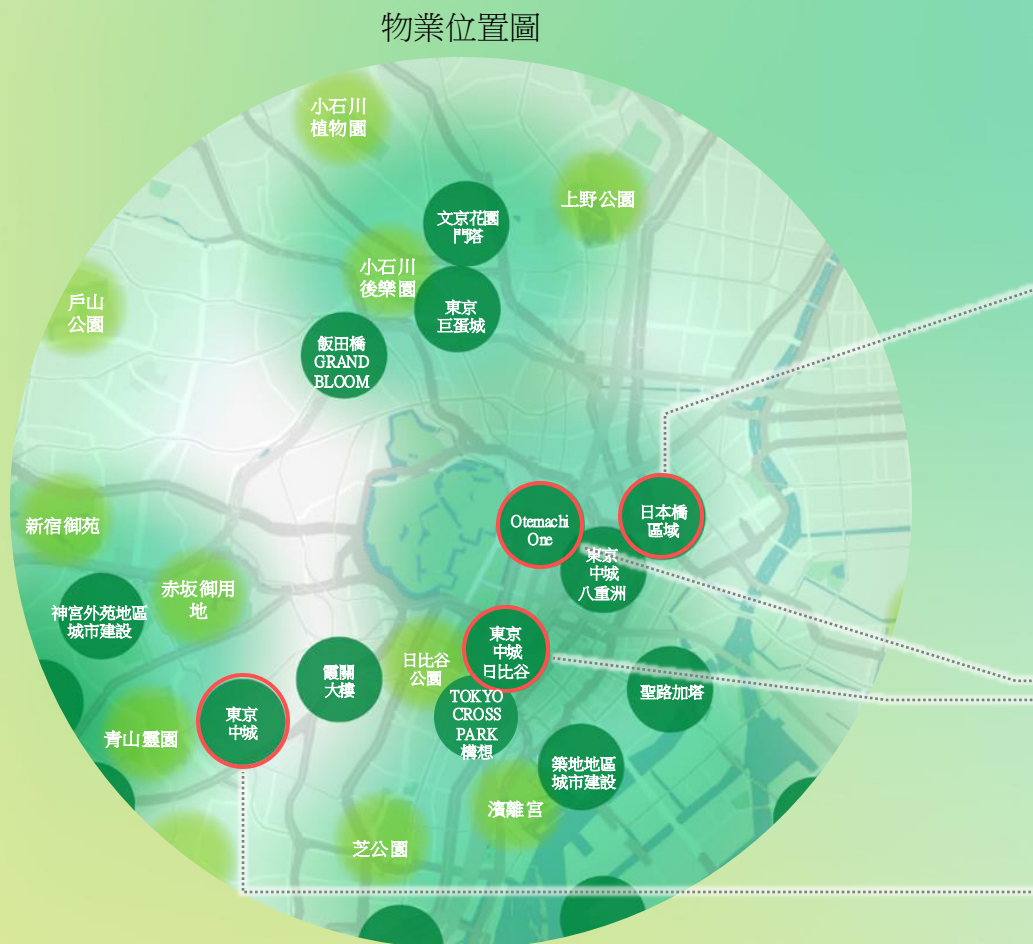 物業位置圖
小石川
植物園
上野公園
文京花園
門塔
小石川
後樂園
東京
巨蛋城
戶山
公園
飯田橋
GRAND
BLOOM
新宿御苑
Otemachi
One
日本橋
區域
東京
中城
八重洲
赤坂御用
地
神宮外苑地區
城市建設
東京
中城
日比谷
日比谷
公園
霞關
大樓
聖路加塔
TOKYO
CROSS
PARK
構想
東京
中城
青山靈園
築地地區
城市建設
濱離宮
芝公園